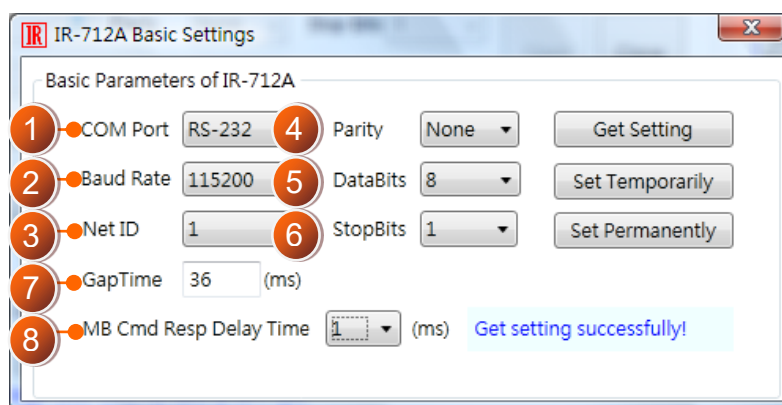 IR IR-712A Basic Settings
x
Basic Parameters of IR-712A
1 COM Port RS-232 4 Parity None Get Setting
2 Baud Rate 115200 5 DataBits 8 Set Temporarily
3 Net ID 1 6 StopBits 1 Set Permanently
7 GapTime 36 (ms)
8 MB Cmd Resp Delay Time 1 (ms) Get setting successfully!